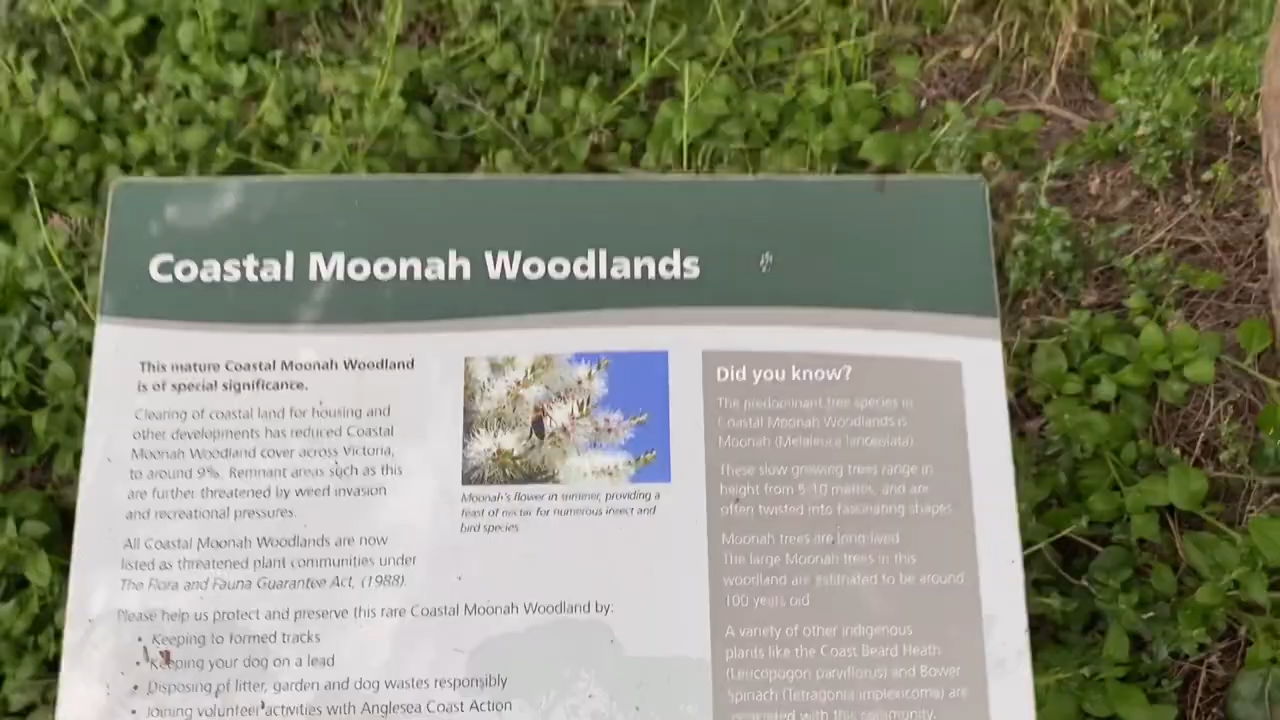 Coastal Moonah Woodlands
This mature Coastal Moonah Woodland
is of special significance.
Clearing of coastal land for housing and
other developments has reduced Coastal
Moonah Woodland cover across Victoria,
to around 9%. Remnant areas such as this
are further threatened by weed invasion
and recreational pressures.
All Coastal Moonah Woodlands are now
listed as threatened plant communities under
The Flora and Fauna Guarantee Act, (1988).
Please help us protect and preserve this rare Coastal Moonah Woodland by:
• Keeping to formed tracks
• Keeping your dog on a lead
• Disposing of litter, garden and dog wastes responsibly
• Joining volunteer activities with Anglesea Coast Action
Moonah's flower in summer, providing a
feast of nectar for numerous insect and
bird species
Did you know?
The predominant tree species in
Coastal Moonah Woodlands is
Moonah (Melaleuca lanceolata)
These slow growing trees range in
height from 5-10 metres, and are
often twisted into fascinating shapes
Moonah trees are long-lived
The large Moonah trees in this
woodland are estimated to be around
100 years old
A variety of other indigenous
plants like the Coast Beard Heath
(Leucopogon parviflorus) and Bower
Spinach (Tetragonia implexicoma) are
associated with this community.